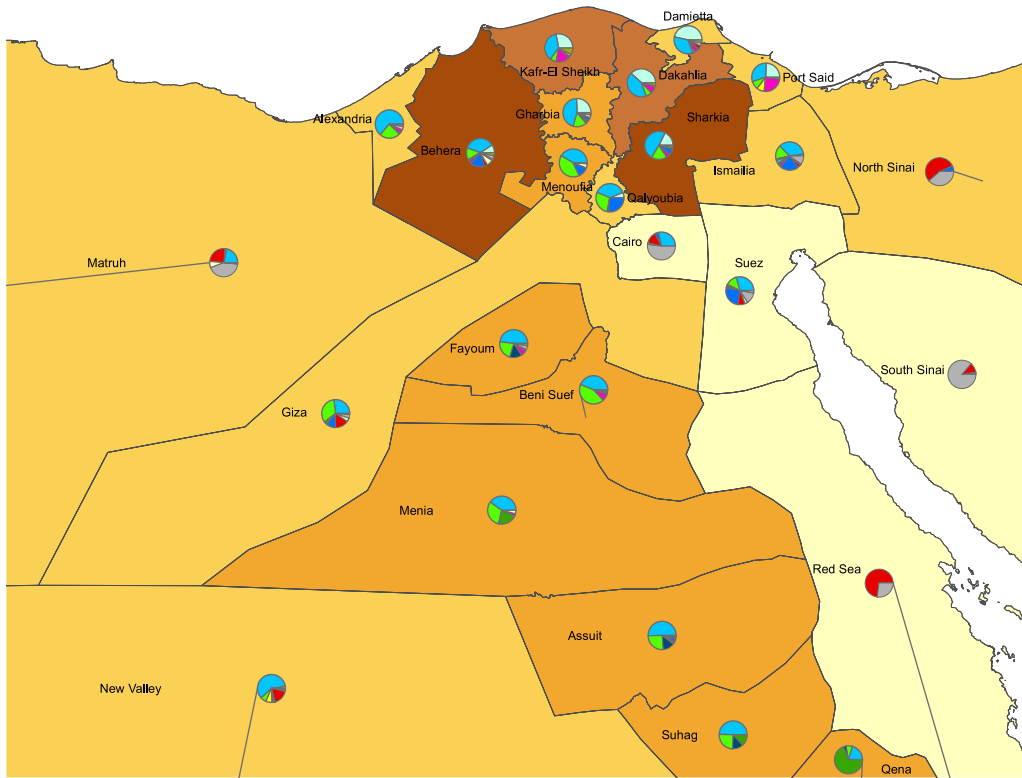 Damietta
Kafr-El Sheikh
Dakahlia
Port Said
Alexandria
Gharbia
Sharkia
Behera
Menoufia
Ismailia
North Sinai
Qalyoubia
Cairo
Matruh
Suez
Fayoum
South Sinai
Beni Suef
Giza
Menia
Red Sea
Assuit
New Valley
Suhag
Qena